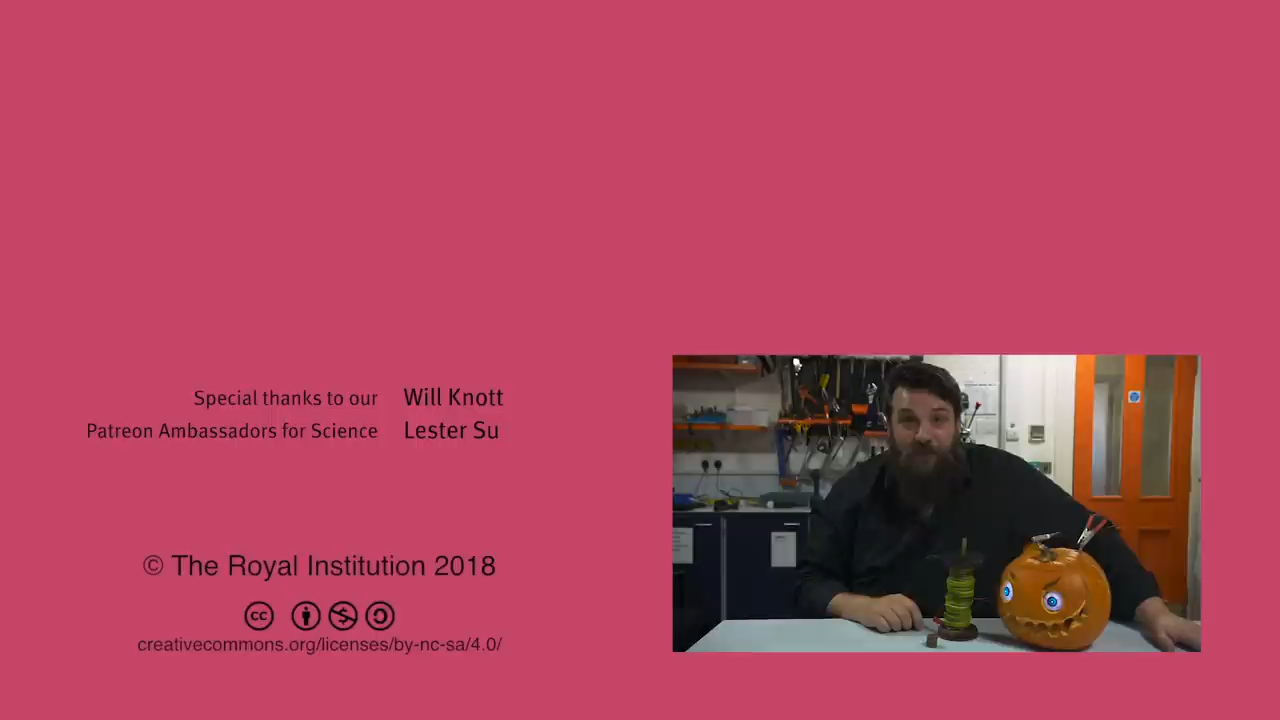 Special thanks to our Will Knott
Patreon Ambassadors for Science Lester Su
© The Royal Institution 2018
creativecommons.org/licenses/by-nc-sa/4.0/